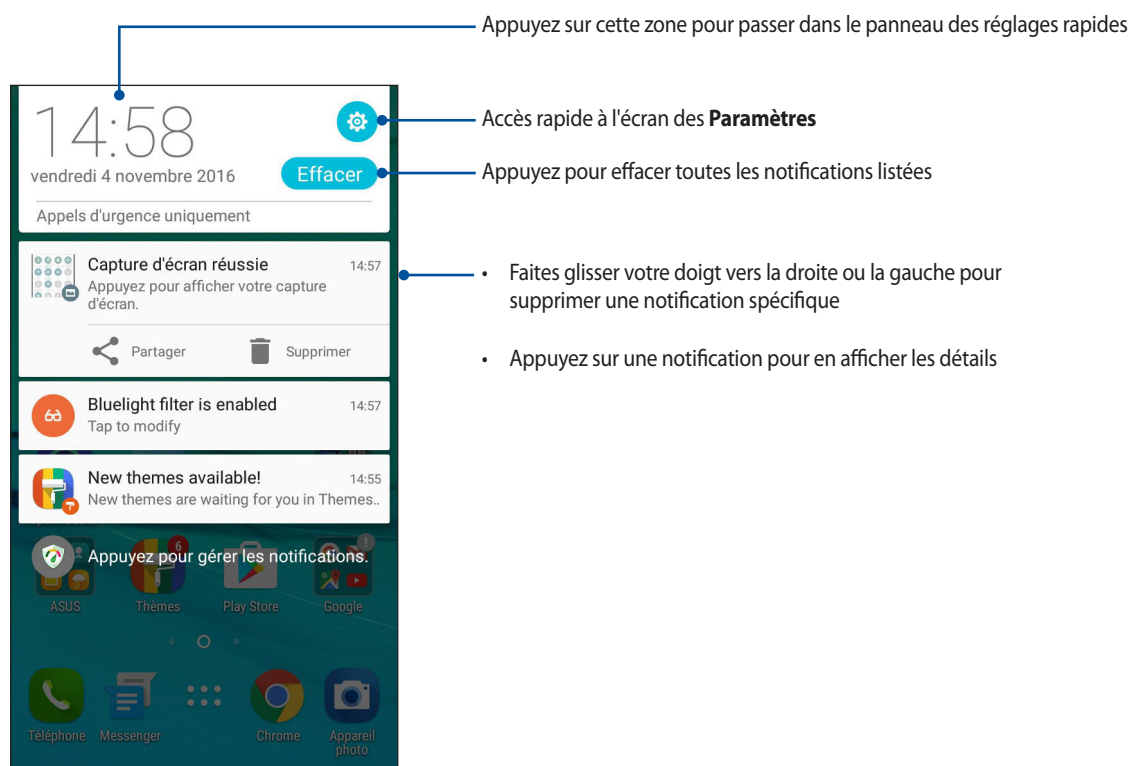 Appuyez sur cette zone pour passer dans le panneau des réglages rapides
14:58
Accès rapide à l'écran des Paramètres
vendredi 4 novembre 2016
Effacer
Appuyez pour effacer toutes les notifications listées
Appels d'urgence uniquement
Capture d'écran réussie
14:57
Appuyez pour afficher votre capture
d'écran.
Partager
Supprimer
• Faites glisser votre doigt vers la droite ou la gauche pour
supprimer une notification spécifique
• Appuyez sur une notification pour en afficher les détails
Bluelight filter is enabled
14:57
Tap to modify
New themes available!
14:55
New themes are waiting for you in Themes..
6
Appuyez pour gérer les notifications.
ASUS
Thèmes
Play Store
Google
Téléphone
Messenger
Chrome
Appareil
photo